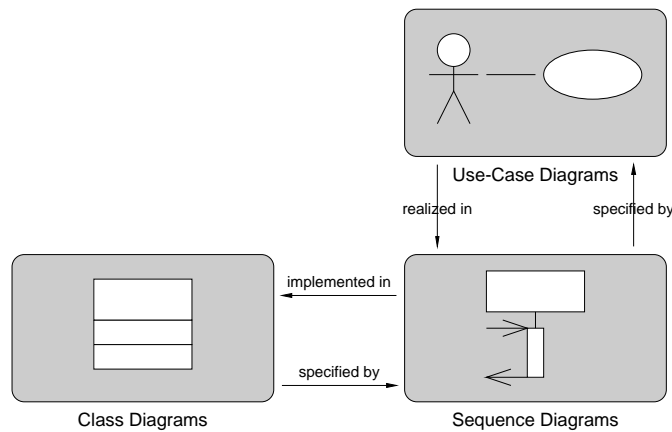 Use-Case Diagrams
realized in
specified by
implemented in
specified by
Class Diagrams
Sequence Diagrams